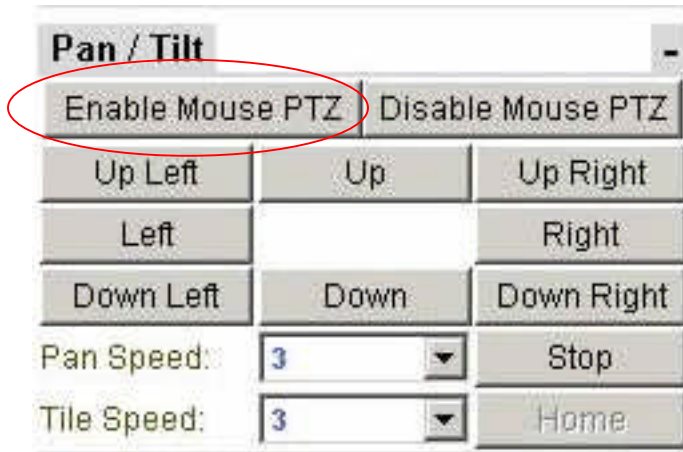 Pan / Tilt -
Enable Mouse PTZ Disable Mouse PTZ
Up Left Up Up Right
Left Right
Down Left Down Down Right
Pan Speed: 3 Stop
Tile Speed: 3 Home